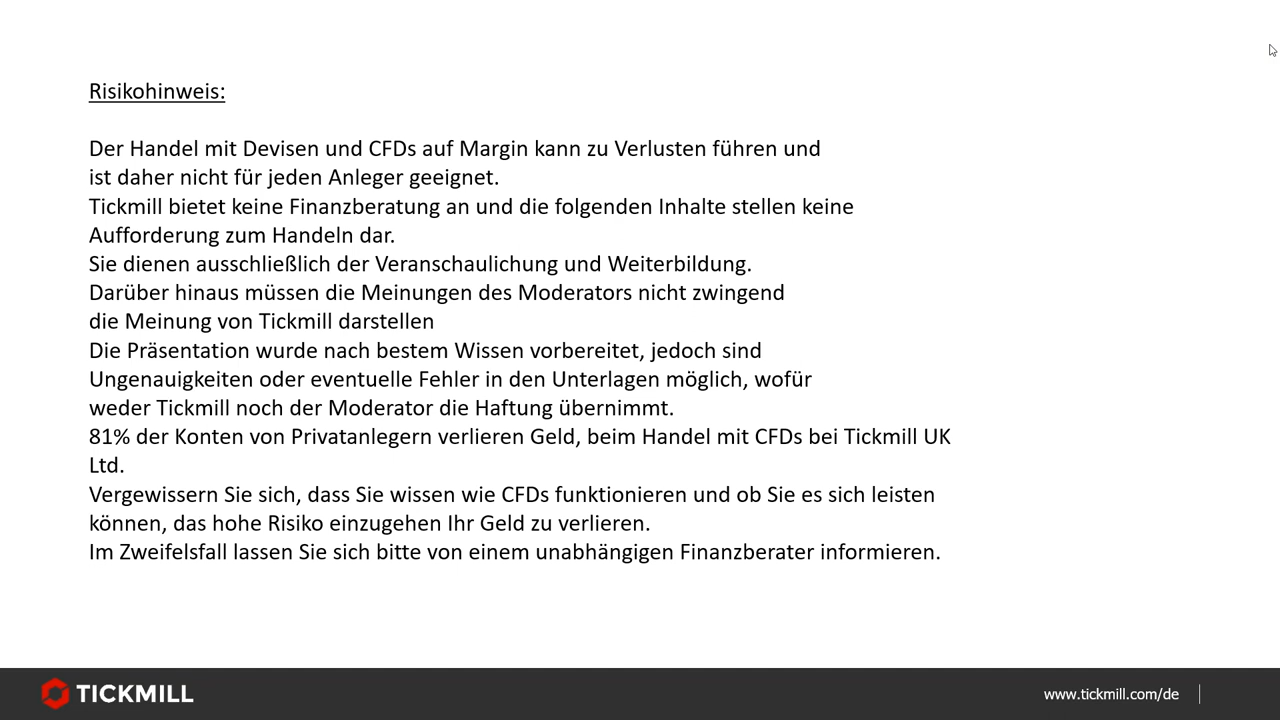 Risikohinweis:
Der Handel mit Devisen und CFDs auf Margin kann zu Verlusten führen und
ist daher nicht für jeden Anleger geeignet.
Tickmill bietet keine Finanzberatung an und die folgenden Inhalte stellen keine
Aufforderung zum Handeln dar.
Sie dienen ausschließlich der Veranschaulichung und Weiterbildung.
Darüber hinaus müssen die Meinungen des Moderators nicht zwingend
die Meinung von Tickmill darstellen
Die Präsentation wurde nach bestem Wissen vorbereitet, jedoch sind
Ungenauigkeiten oder eventuelle Fehler in den Unterlagen möglich, wofür
weder Tickmill noch der Moderator die Haftung übernimmt.
81% der Konten von Privatanlegern verlieren Geld, beim Handel mit CFDs bei Tickmill UK
Ltd.
Vergewissern Sie sich, dass Sie wissen wie CFDs funktionieren und ob Sie es sich leisten
können, das hohe Risiko einzugehen Ihr Geld zu verlieren.
Im Zweifelsfall lassen Sie sich bitte von einem unabhängigen Finanzberater informieren.
TICKMILL
www.tickmill.com/de